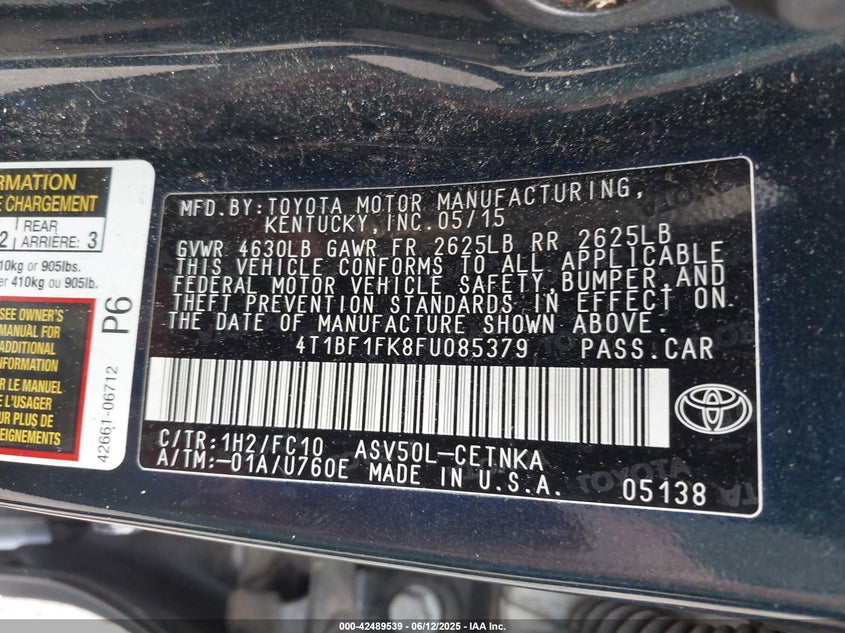 RMATION
E CHARGEMENT
2 REAR ARRIÈRE: 3
10kg or 905lbs.
er 410kg ou 905lb.
SEE OWNER'S
MANUAL FOR
ADDITIONAL
INFORMATION
LE MANUEL
L'USAGER
UR PLUS DE
EIGNEMENTS
42661-06712
P6
MFD.BY:TOYOTA MOTOR MANUFACTURING,
KENTUCKY,INC.05/15
GVWR 4630LB GAWR FR 2625LB RR 2625LB
THIS VEHICLE CONFORMS TO ALL APPLICABLE
FEDERAL MOTOR VEHICLE SAFETY,BUMPER,AND
THEFT PREVENTION STANDARDS IN EFFECT ON
THE DATE OF MANUFACTURE SHOWN ABOVE.
4T1BF1FK8FU085379 PASS.CAR
C/TR:1H2/FC10 ASV50L-CETNKA
A/TM:-01A/U760E MADE IN U.S.A.
05138
000-42489539 - 06/12/2025 - IAA Inc.